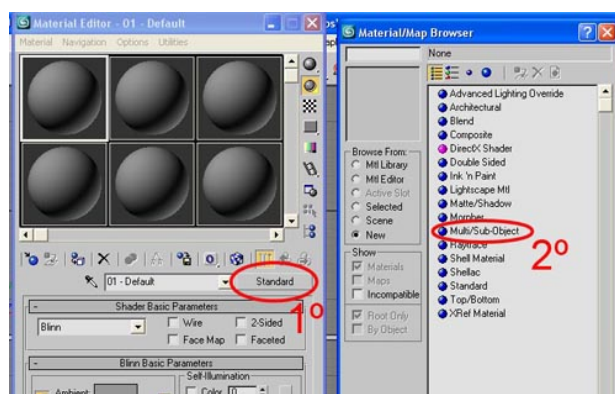 Material Editor - 01 - Default
Material Navigation Options Utilities
01 - Default
Standard
1º
Shader Basic Parameters
Blinn
Wire
2-Sided
Face Map
Faceted
Blinn Basic Parameters
Self-Illumination
Ambient:
Color
0
Material/Map Browser
None
Browse From:
Mtl Library
Mtl Editor
Active Slot
Selected
Scene
New
Show
Materials
Maps
Incompatible
Root Only
By Object
Advanced Lighting Override
Architectural
Blend
Composite
DirectX Shader
Double Sided
Ink 'n Paint
Lightscape Mtl
Matte/Shadow
Morpher
Multi/Sub-Object
Raytrace
Shell Material
Shellac
Standard
Top/Bottom
XRef Material
2º